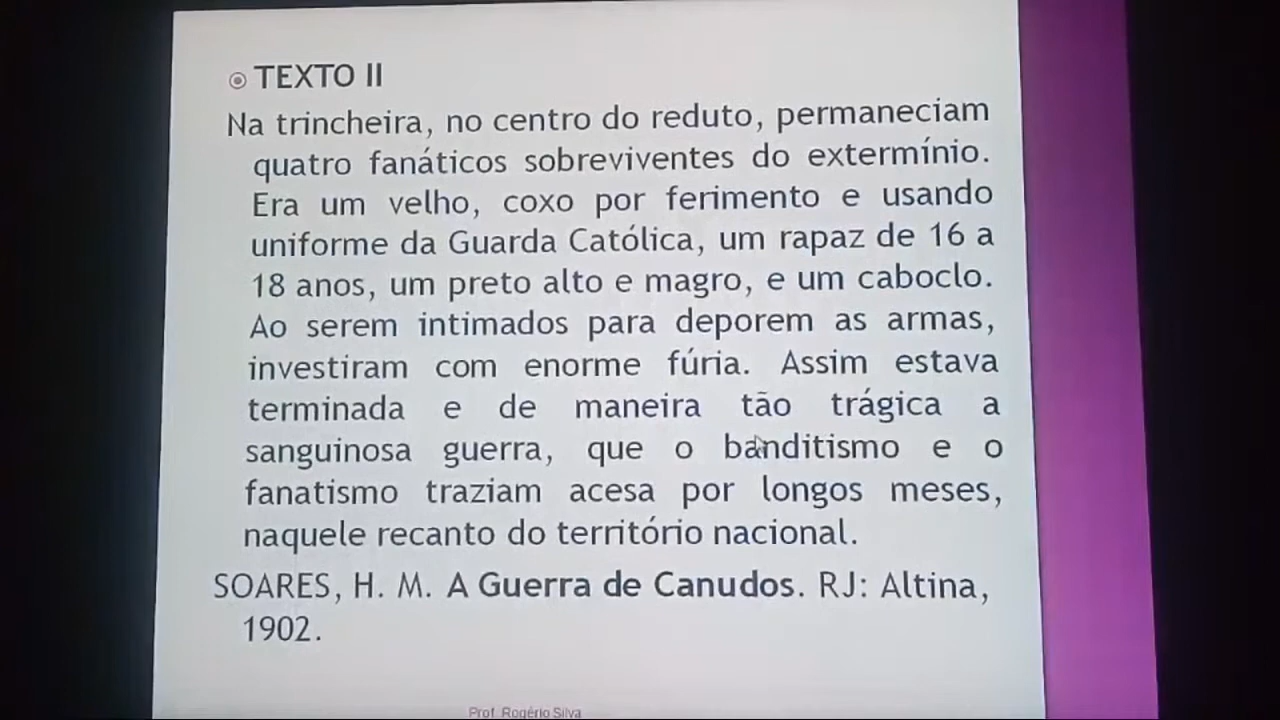 TEXTO II
Na trincheira, no centro do reduto, permaneciam
quatro fanáticos sobreviventes do extermínio.
Era um velho, coxo por ferimento e usando
uniforme da Guarda Católica, um rapaz de 16 a
18 anos, um preto alto e magro, e um caboclo.
Ao serem intimados para deporem as armas,
investiram com enorme fúria. Assim estava
terminada e de maneira tão trágica a
sanguinosa guerra, que o banditismo e o
fanatismo traziam acesa por longos meses,
naquele recanto do território nacional.
SOARES, H. M. A Guerra de Canudos. RJ: Altina,
1902.
Prof. Rogério Silva